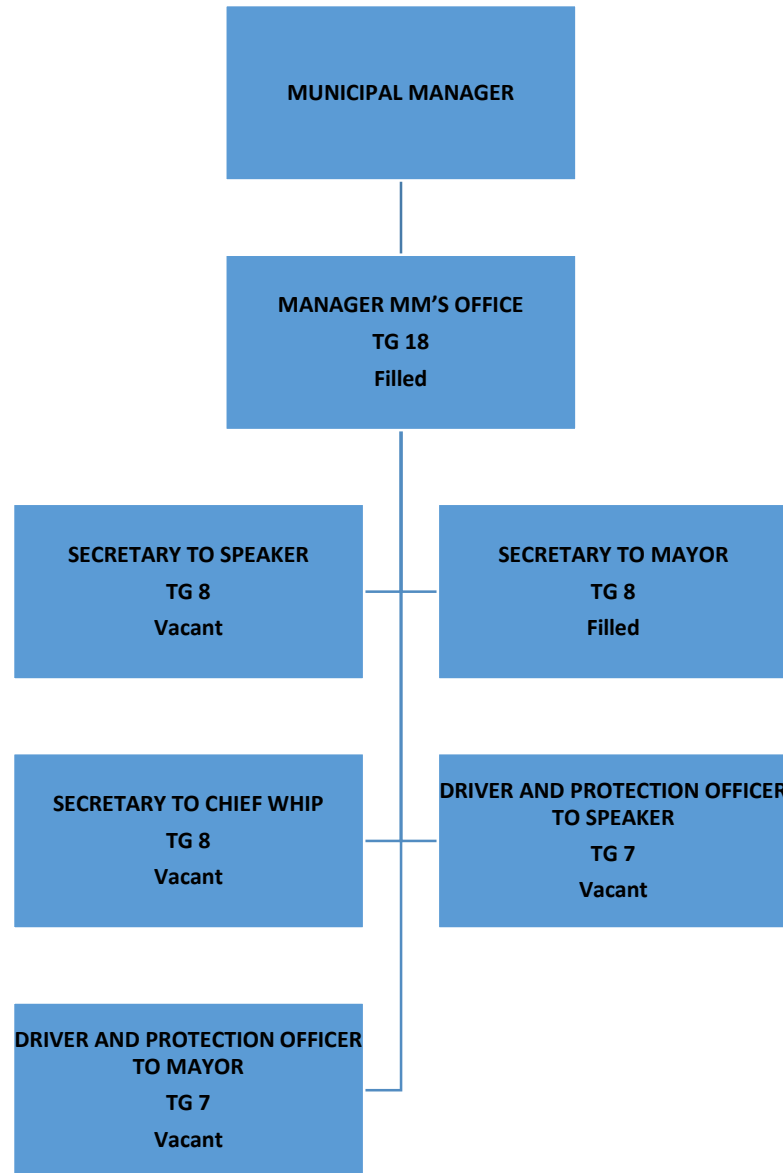 MUNICIPAL MANAGER
MANAGER MM’S OFFICE
TG 18
Filled
SECRETARY TO SPEAKER
TG 8
Vacant
SECRETARY TO MAYOR
TG 8
Filled
SECRETARY TO CHIEF WHIP
TG 8
Vacant
DRIVER AND PROTECTION OFFICER
TO SPEAKER
TG 7
Vacant
DRIVER AND PROTECTION OFFICER
TO MAYOR
TG 7
Vacant